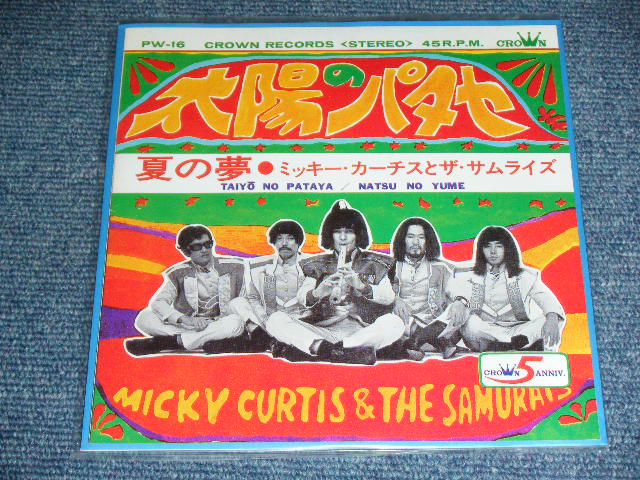 PW-16 CROWN RECORDS <STEREO> 45R.P.M. CROWN
太陽のパタヤ
夏の夢●ミッキー・カーチスとザ・サムライズ
TAIYŌ NO PATAYA / NATSU NO YUME
CROWN 5 ANNIV.
MICKY CURTIS & THE SAMURAIS